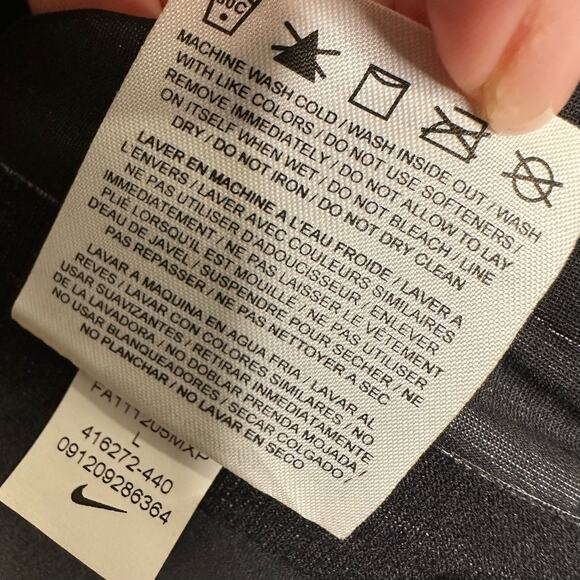 30C
MACHINE WASH COLD / WASH INSIDE OUT / WASH
WITH LIKE COLORS / DO NOT USE SOFTENERS /
REMOVE IMMEDIATELY / DO NOT ALLOW TO LAY
ON ITSELF WHEN WET / DO NOT BLEACH / LINE
DRY / DO NOT IRON / DO NOT DRY CLEAN
LAVER EN MACHINE A L'EAU FROIDE / LAVER A
L'ENVERS / LAVER AVEC COULEURS SIMILAIRES
NE PAS UTILISER D'ADOUCISSEUR / ENLEVER
IMMEDIATEMENT / NE PAS LAISSER LE VÊTEMENT
PLIÉ LORSQU'IL EST MOUILLÉ / NE PAS UTILISER
D'EAU DE JAVEL / SUSPENDRE POUR SECHER / NE
PAS REPASSER / NE PAS NETTOYER A SEC
LAVAR A MAQUINA EN AGUA FRIA / LAVAR AL
REVES / LAVAR CON COLORES SIMILARES / NO
USAR SUAVIZANTES / RETIRAR INMEDIATAMENTE
DE LA LAVADORA / NO DOBLAR PRENDA MOJADA /
NO USAR BLANQUEADORES / SECAR COLGADO /
NO PLANCHAR / NO LAVAR EN SECO
FA111205MXP
L
416272-440
091209286364